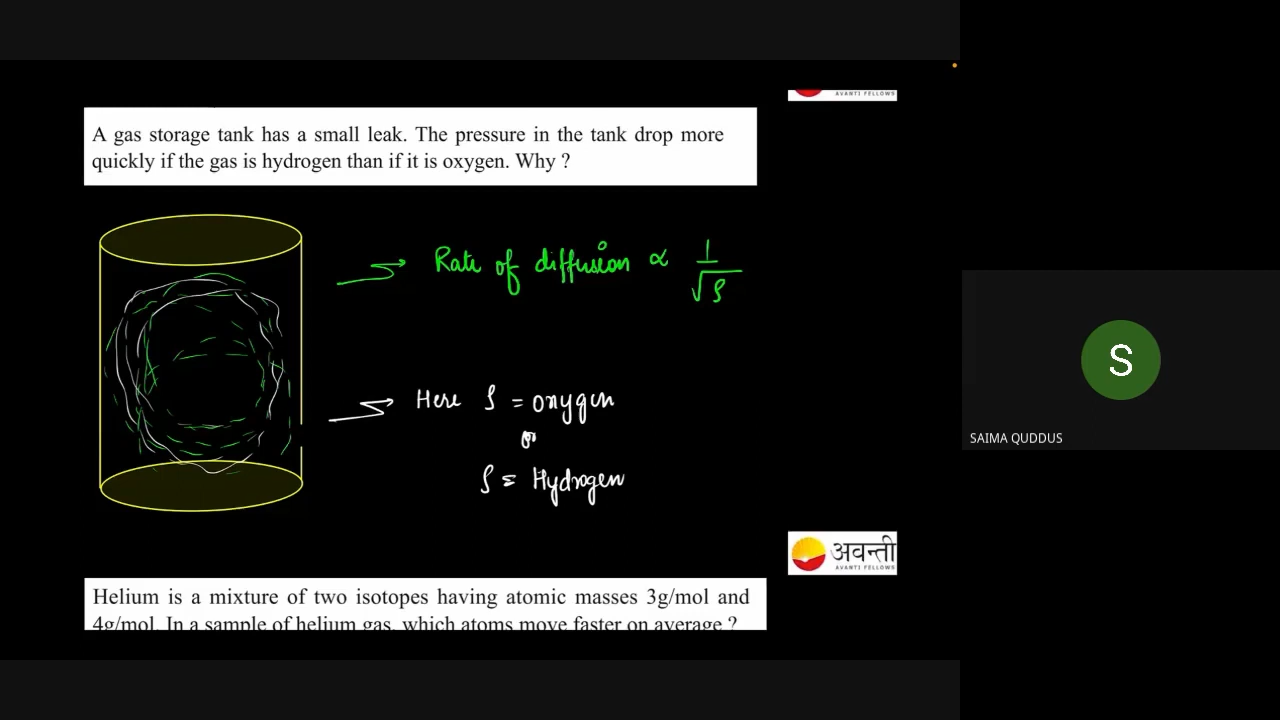 AVANTI FELLOWS
A gas storage tank has a small leak. The pressure in the tank drop more
quickly if the gas is hydrogen than if it is oxygen. Why ?
Rate of diffusion ∝ 1/√ρ
Here ρ = oxygen
or
ρ = Hydrogen
S
SAIMA QUDDUS
अवन्ती
AVANTI FELLOWS
Helium is a mixture of two isotopes having atomic masses 3g/mol and
4g/mol. In a sample of helium gas, which atoms move faster on average ?